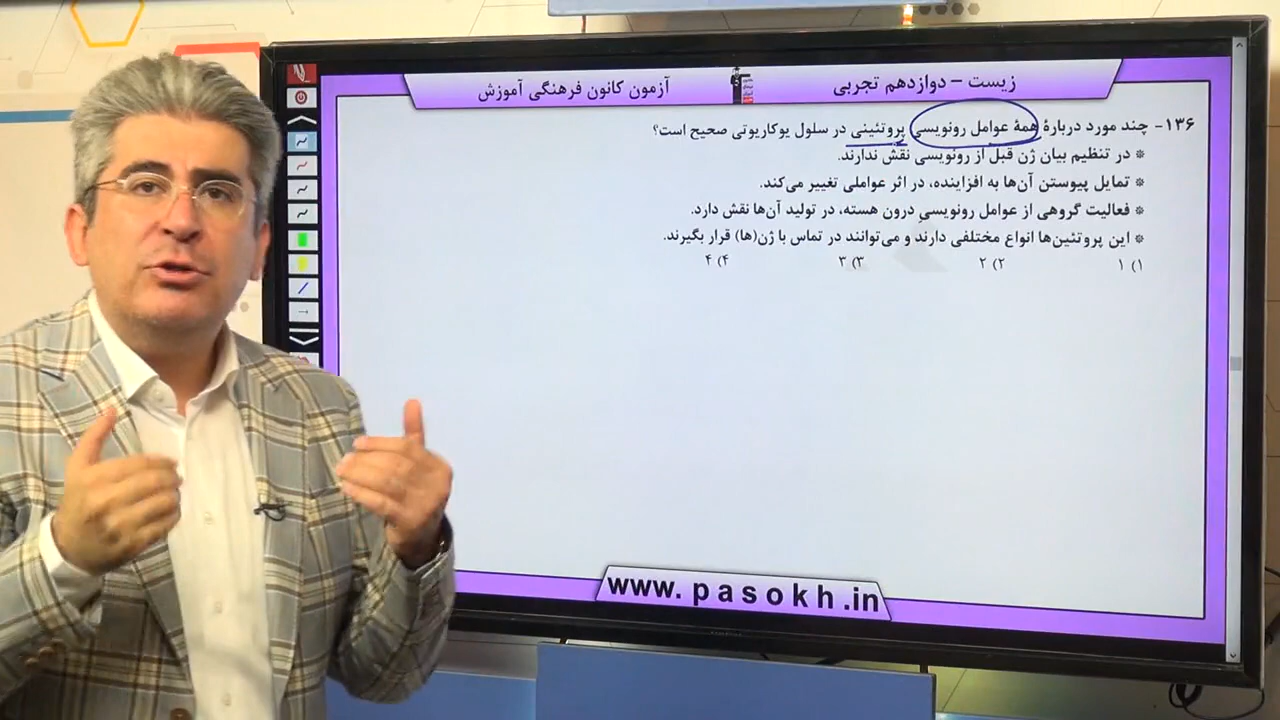 زیست – دوازدهم تجربی
آزمون کانون فرهنگی آموزش
۱۳۶- چند مورد دربارۀ همۀ عوامل رونویسی پروتئینی در سلول یوکاریوتی صحیح است؟
* در تنظیم بیان ژن قبل از رونویسی نقش ندارند.
* تمایل پیوستن آن‌ها به افزاینده، در اثر عواملی تغییر می‌کند.
* فعالیت گروهی از عوامل رونویسیِ درون هسته، در تولید آن‌ها نقش دارد.
* این پروتئین‌ها انواع مختلفی دارند و می‌توانند در تماس با ژن(ها) قرار بگیرند.
۱) ۱ ۲) ۲ ۳) ۳ ۴) ۴
www.pasokh.in